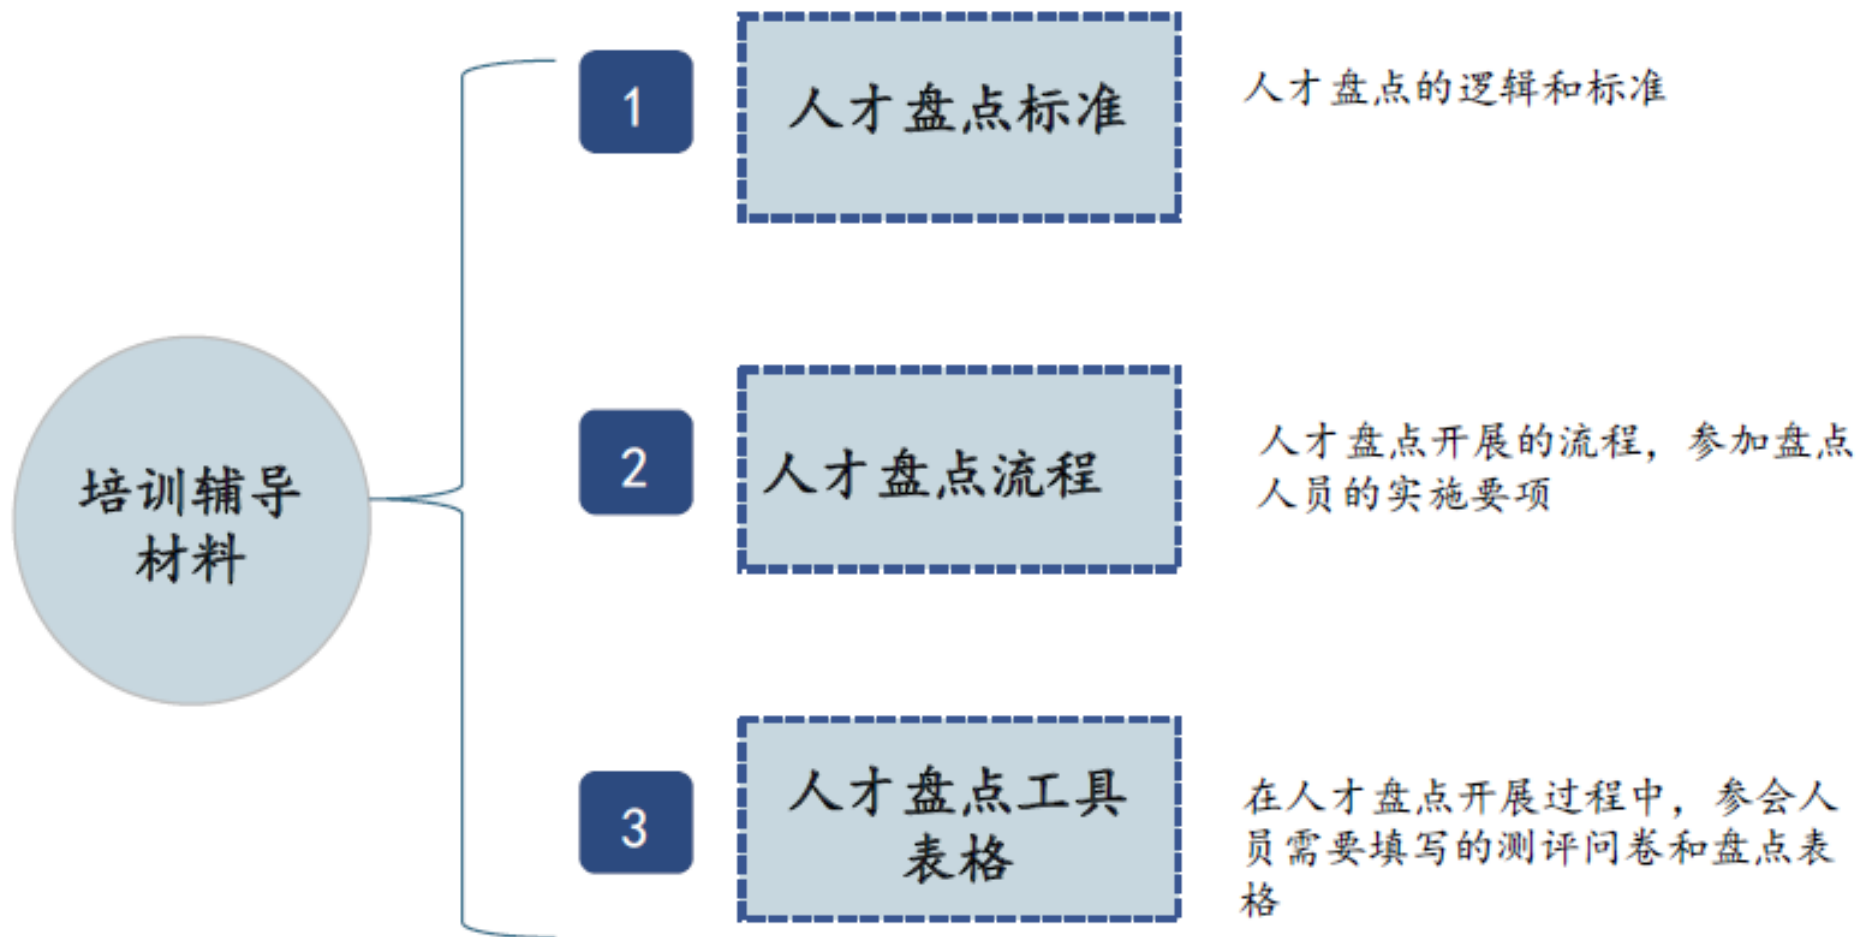 培训辅导
材料
1
人才盘点标准
人才盘点的逻辑和标准
2
人才盘点流程
人才盘点开展的流程，参加盘点
人员的实施要项
3
人才盘点工具
表格
在人才盘点开展过程中，参会人
员需要填写的测评问卷和盘点表
格